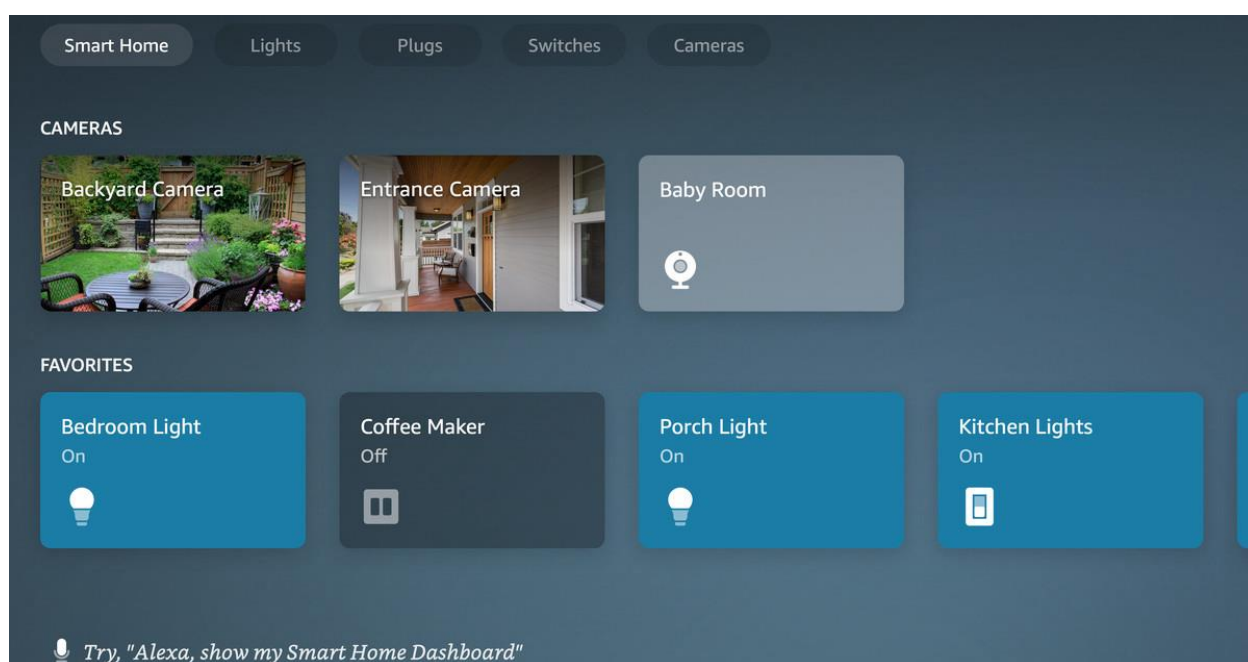 Smart Home
Lights
Plugs
Switches
Cameras
CAMERAS
Backyard Camera
Entrance Camera
Baby Room
FAVORITES
Bedroom Light
On
Coffee Maker
Off
Porch Light
On
Kitchen Lights
On
Try, "Alexa, show my Smart Home Dashboard"